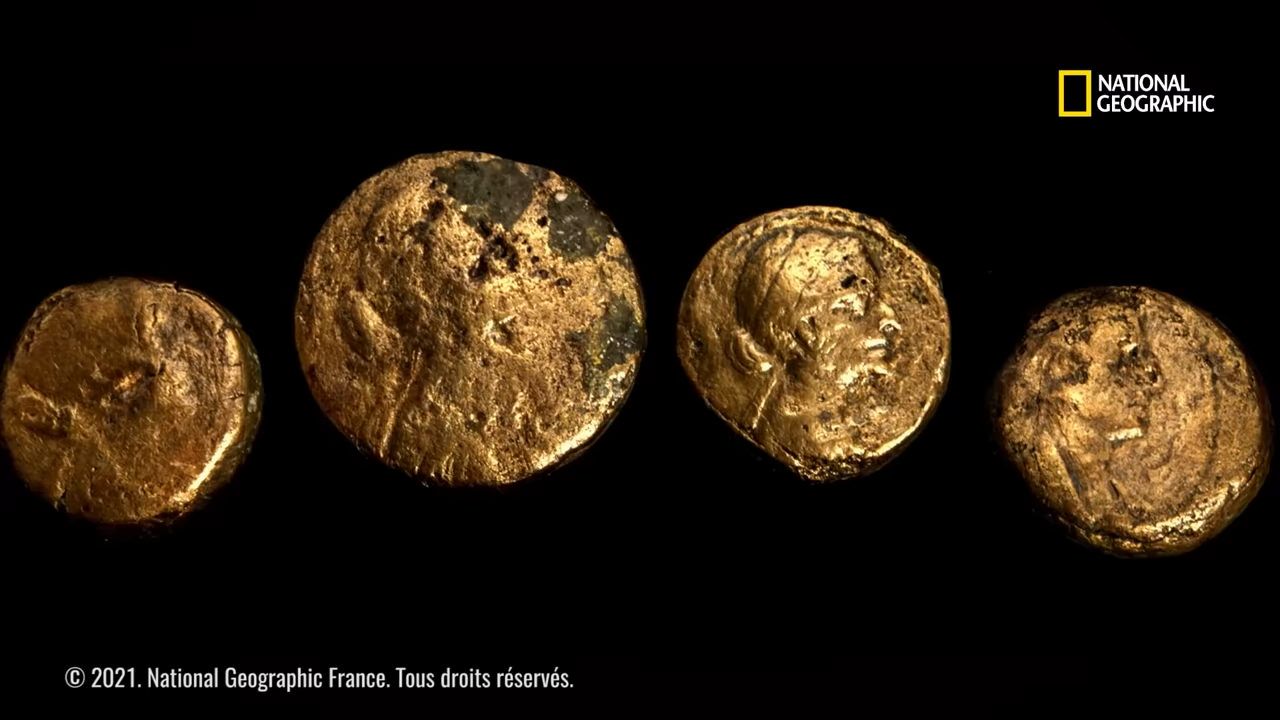 NATIONAL
GEOGRAPHIC
© 2021. National Geographic France. Tous droits réservés.